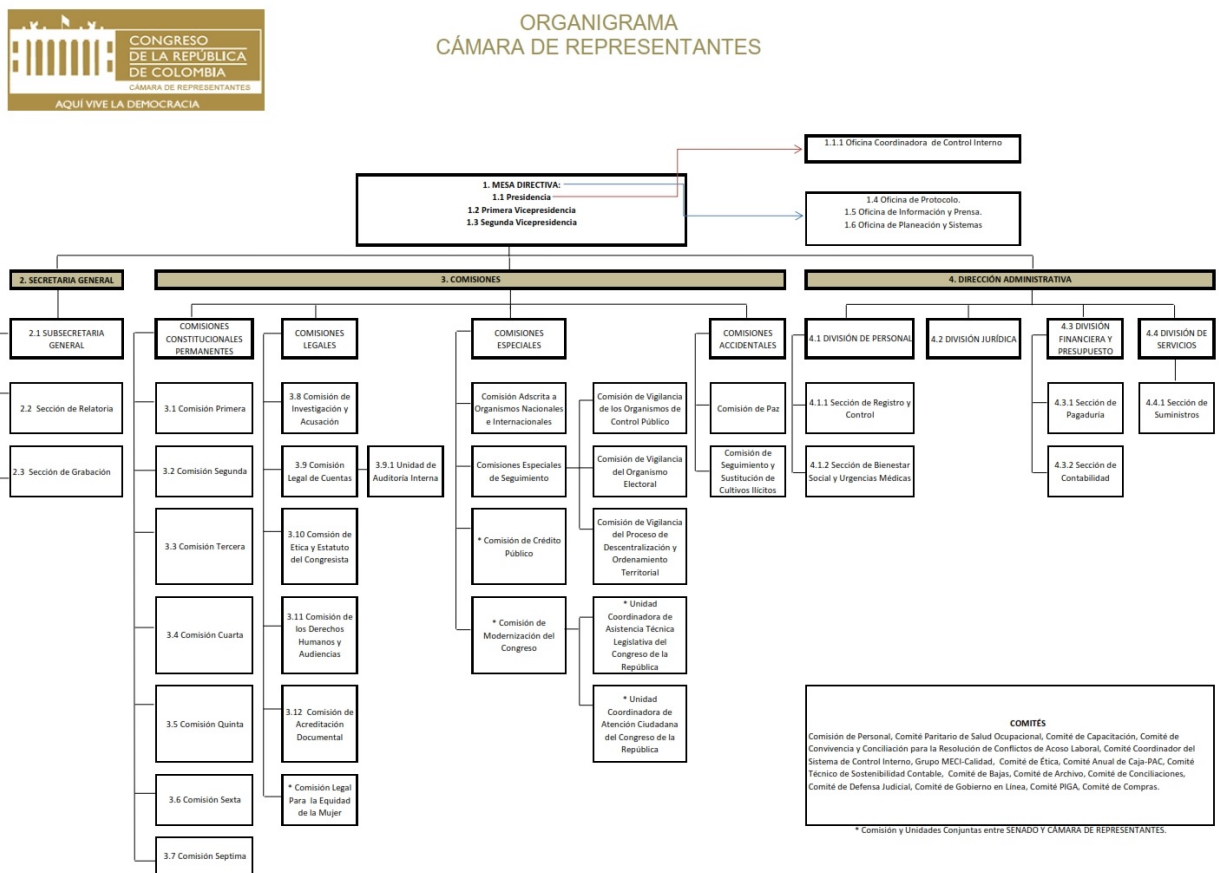 CONGRESO
DE LA REPÚBLICA
DE COLOMBIA
CÁMARA DE REPRESENTANTES
AQUÍ VIVE LA DEMOCRACIA
ORGANIGRAMA
CÁMARA DE REPRESENTANTES
1.1.1 Oficina Coordinadora de Control Interno
1. MESA DIRECTIVA:
1.1 Presidencia
1.2 Primera Vicepresidencia
1.3 Segunda Vicepresidencia
1.4 Oficina de Protocolo.
1.5 Oficina de Información y Prensa.
1.6 Oficina de Planeación y Sistemas
2. SECRETARIA GENERAL
3. COMISIONES
4. DIRECCIÓN ADMINISTRATIVA
2.1 SUBSECRETARIA
GENERAL
2.2 Sección de Relatoria
2.3 Sección de Grabación
COMISIONES
CONSTITUCIONALES
PERMANENTES
3.1 Comisión Primera
3.2 Comisión Segunda
3.3 Comisión Tercera
3.4 Comisión Cuarta
3.5 Comisión Quinta
3.6 Comisión Sexta
3.7 Comisión Septima
COMISIONES
LEGALES
3.8 Comisión de
Investigación y
Acusación
3.9 Comisión
Legal de Cuentas
3.9.1 Unidad de
Auditoría Interna
3.10 Comsión de
Etica y Estatuto
del Congresista
3.11 Comisión de
los Derechos
Humanos y
Audiencias
3.12 Comisión de
Acreditación
Documental
* Comisión Legal
Para la Equidad
de la Mujer
COMISIONES
ESPECIALES
Comisión Adscrita a
Organismos Nacionales
e Internacionales
Comisiones Especiales
de Seguimiento
* Comisión de Crédito
Público
* Comisión de
Modernización del
Congreso
Comisión de Vigilancia
de los Organismos de
Control Público
Comisión de Vigilancia
del Organismo
Electoral
Comisión de Vigilancia
del Proceso de
Descentralización y
Ordenamiento
Territorial
* Unidad
Coordinadora de
Asistencia Técnica
Legislativa del
Congreso de la
República
* Unidad
Coordinadora de
Atención Ciudadana
del Congreso de la
República
COMISIONES
ACCIDENTALES
Comisión de Paz
Comisión de
Seguimiento y
Sustitución de
Cultivos Ilícitos
4.1 DIVISIÓN DE PERSONAL
4.1.1 Sección de Registro y
Control
4.1.2 Sección de Bienestar
Social y Urgencias Médicas
4.2 DIVISIÓN JURÍDICA
4.3 DIVISIÓN
FINANCIERA Y
PRESUPUESTO
4.3.1 Sección de
Pagaduría
4.3.2 Sección de
Contabilidad
4.4 DIVISIÓN DE
SERVICIOS
4.4.1 Sección de
Suministros
COMITÉS
Comisión de Personal, Comité Paritario de Salud Ocupacional, Comité de Capacitación, Comité de
Convivencia y Conciliación para la Resolución de Conflictos de Acoso Laboral, Comité Coordinador del
Sistema de Control Interno, Grupo MECI-Calidad, Comité de Ética, Comité Anual de Caja-PAC, Comité
Técnico de Sostenibilidad Contable, Comité de Bajas, Comité de Archivo, Comité de Conciliaciones,
Comité de Defensa Judicial, Comité de Gobierno en Línea, Comité PIGA, Comité de Compras.
* Comisión y Unidades Conjuntas entre SENADO Y CÁMARA DE REPRESENTANTES.